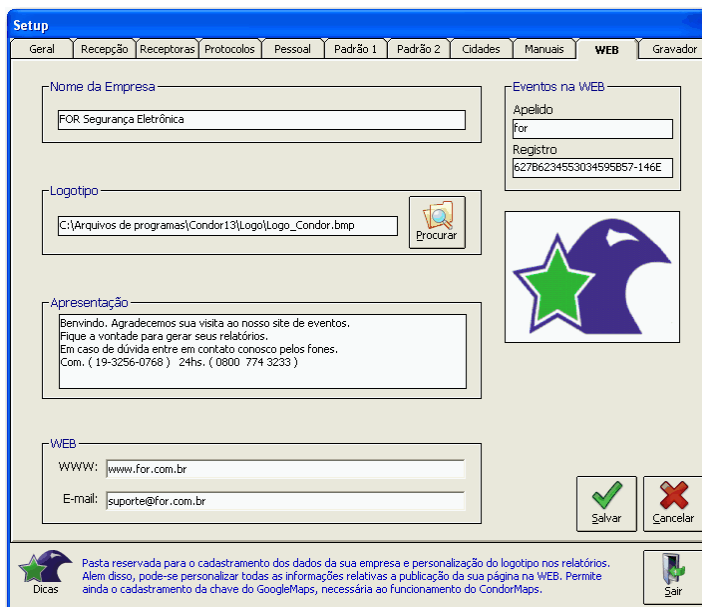 Setup
Geral Recepção Receptoras Protocolos Pessoal Padrão 1 Padrão 2 Cidades Manuais WEB Gravador
Nome da Empresa
FOR Segurança Eletrônica
Eventos na WEB
Apelido
for
Registro
627B6234553034595B57-146E
Logotipo
C:\Arquivos de programas\Condor13\Logo\Logo_Condor.bmp
Procurar
Apresentação
Benvindo. Agradecemos sua visita ao nosso site de eventos.
Fique a vontade para gerar seus relatórios.
Em caso de dúvida entre em contato conosco pelos fones.
Com. ( 19-3256-0768 ) 24hs. ( 0800 774 3233 )
WEB
WWW: www.for.com.br
E-mail: suporte@for.com.br
Salvar Cancelar
Dicas
Pasta reservada para o cadastramento dos dados da sua empresa e personalização do logotipo nos relatórios.
Alem disso, pode-se personalizar todas as informações relativas a publicação da sua página na WEB. Permite
ainda o cadastramento da chave do GoogleMaps, necessária ao funcionamento do CondorMaps.
Sair